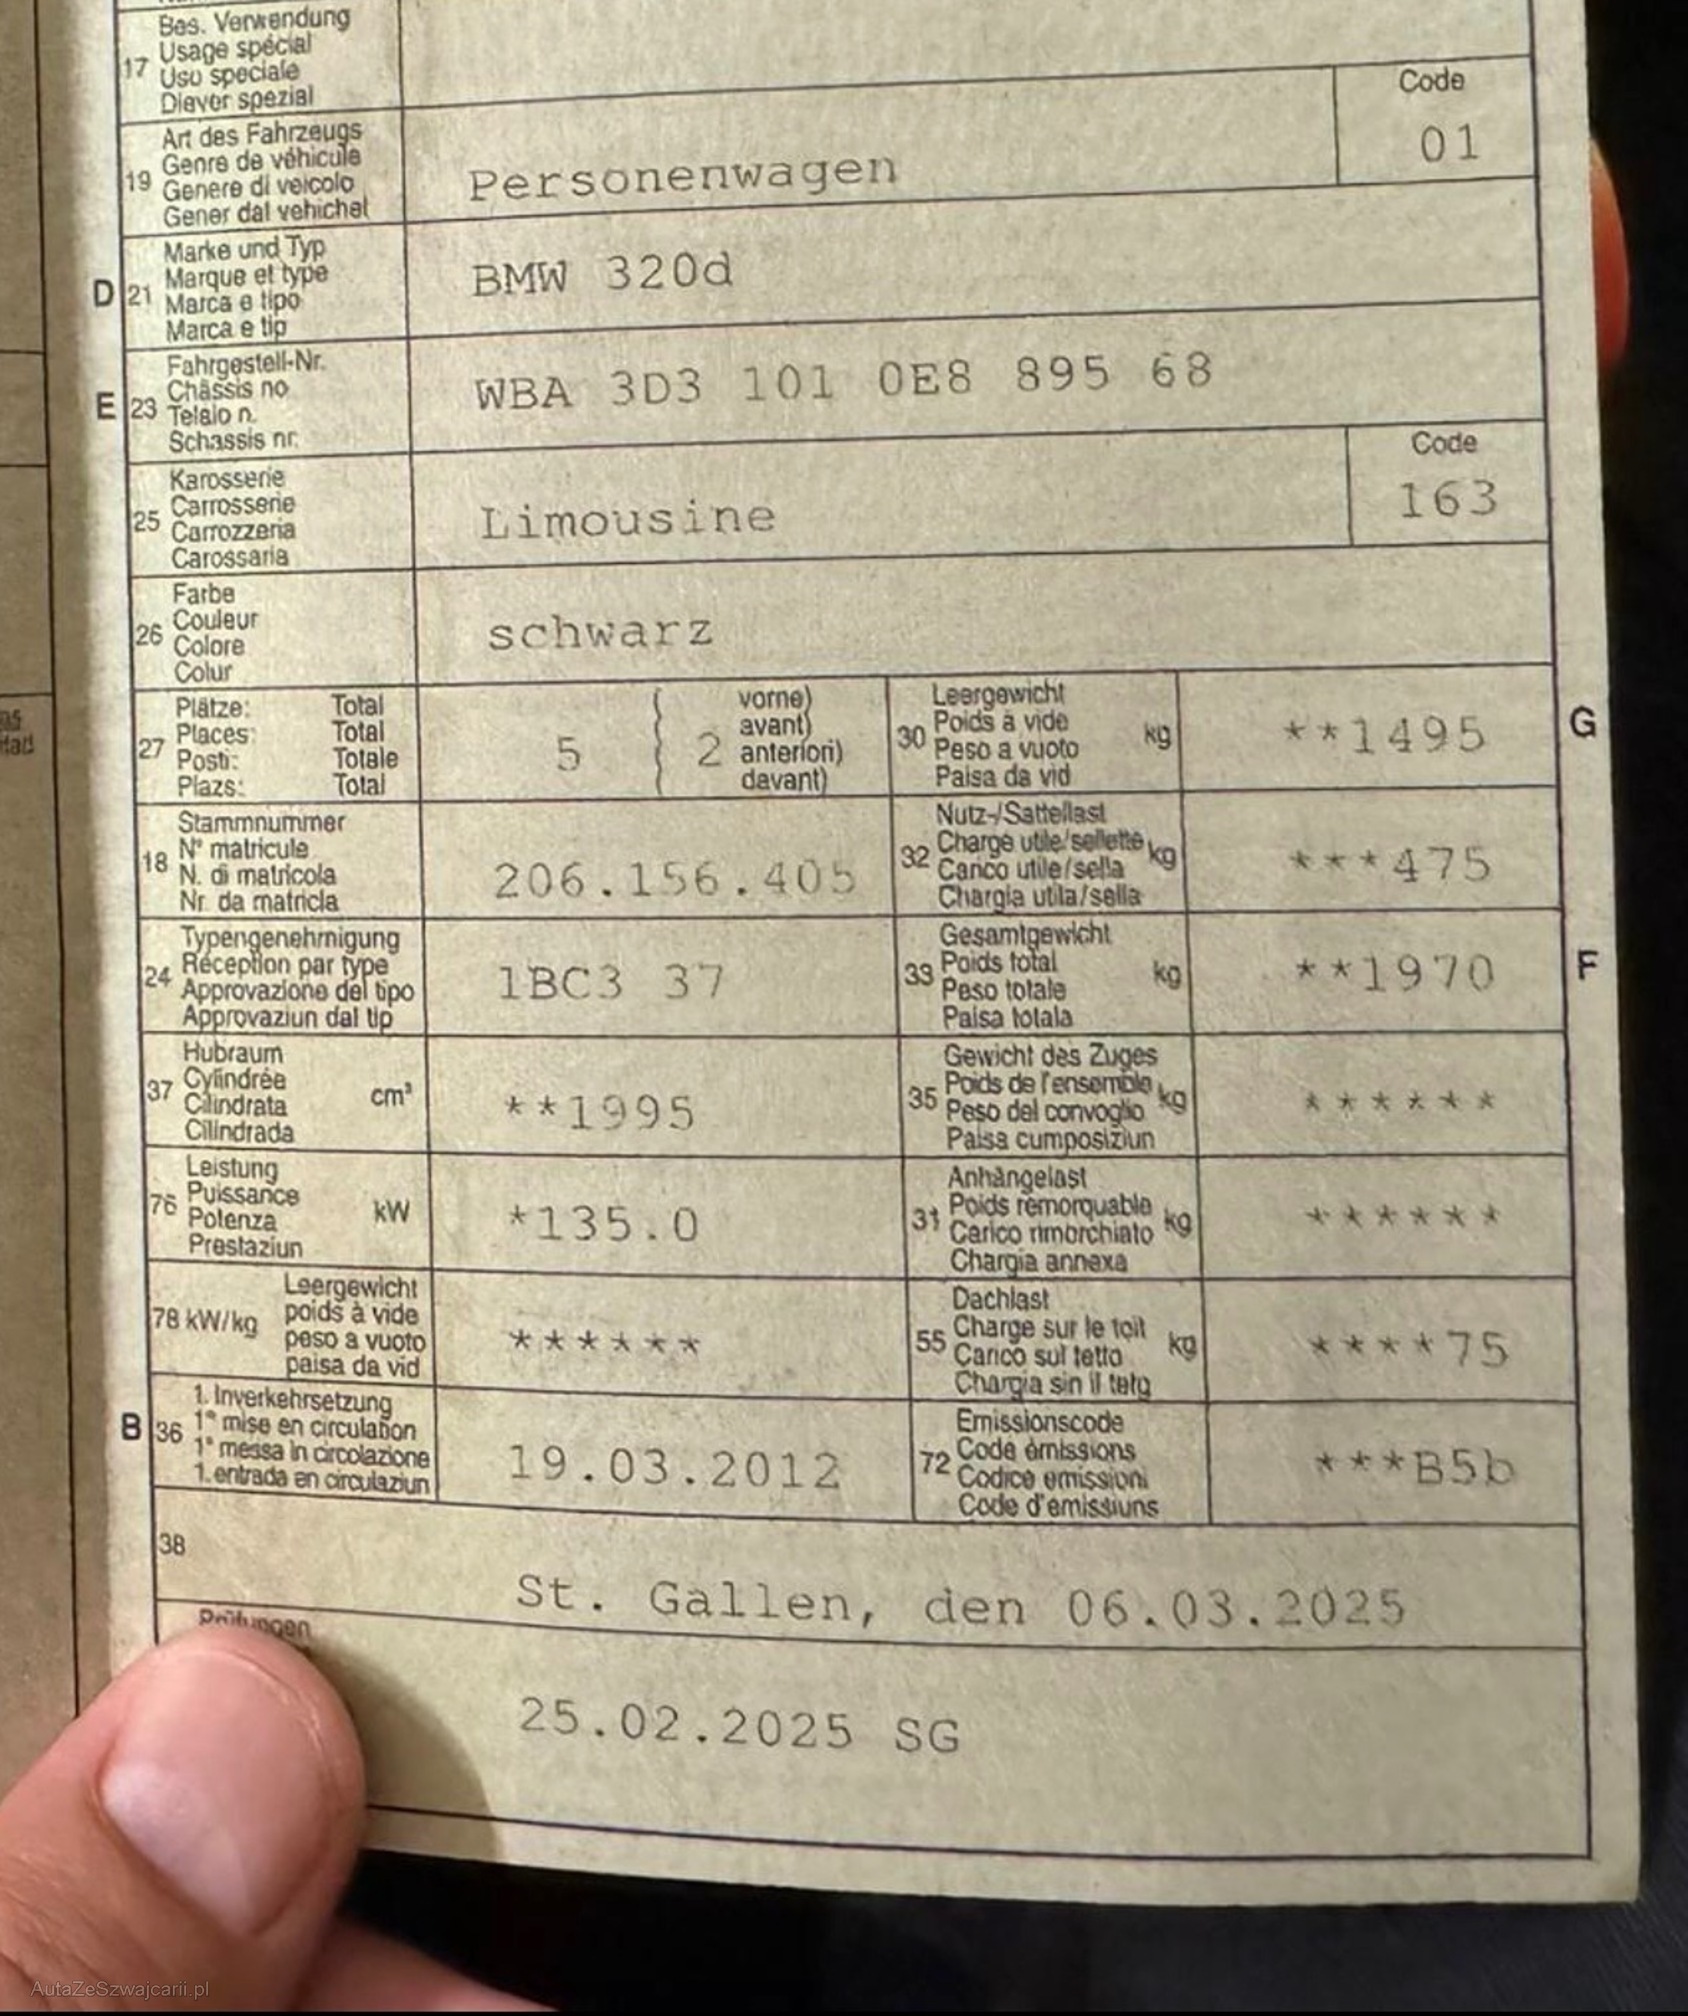 Bes. Verwendung
17 Usage spécial
Uso speciale
Diever spezial
Code
01
Art des Fahrzeugs
19 Genre de véhicule
Genere di veicolo
Gener dal vehichel
Personenwagen
Marke und Typ
D 21 Marque et type
Marca e tipo
Marca e tip
BMW 320d
Fahrgestell-Nr.
E 23 Châssis no
Telaio n.
Schassis nr.
WBA 3D3 101 0E8 895 68
Karosserie
25 Carrosserie
Carrozzeria
Carossaria
Limousine
Code
163
Farbe
26 Couleur
Colore
Colur
schwarz
27 Plätze: Total
Places: Total
Posti: Totale
Plazs: Total
5 { 2 vorne)
avant)
anteriori)
davant)
30 Leergewicht
Poids à vide kg
Peso a vuoto
Paisa da vid
**1495 G
18 Stammnummer
N° matricule
N. di matricola
Nr. da matricla
206.156.405
32 Nutz-/Sattellast
Charge utile/sellette kg
Carico utile/sella
Chargia utila/sella
***475
24 Typengenehmigung
Réception par type
Approvazione del tipo
Approvaziun dal tip
1BC3 37
33 Gesamtgewicht
Poids total kg
Peso totale
Paisa totala
**1970 F
37 Hubraum
Cylindrée cm³
Cilindrata
Cilindrada
**1995
35 Gewicht des Zuges
Poids de l'ensemble kg
Peso del convoglio
Paisa cumposiziun
******
76 Leistung
Puissance kW
Potenza
Prestaziun
*135.0
31 Anhängelast
Poids remorquable kg
Carico rimorchiato
Chargia annexa
******
78 kW/kg Leergewicht
poids à vide
peso a vuoto
paisa da vid
******
55 Dachlast
Charge sur le toit kg
Carico sul tetto
Chargia sin il tetg
****75
B 36 1. Inverkehrsetzung
1° mise en circulation
1° messa in circolazione
1. entrada en circulaziun
19.03.2012
72 Emissionscode
Code émissions
Codice emissioni
Code d'emissiuns
***B5b
38
St. Gallen, den 06.03.2025
Prüfungen
25.02.2025 SG
AutaZeSzwajcarii.pl